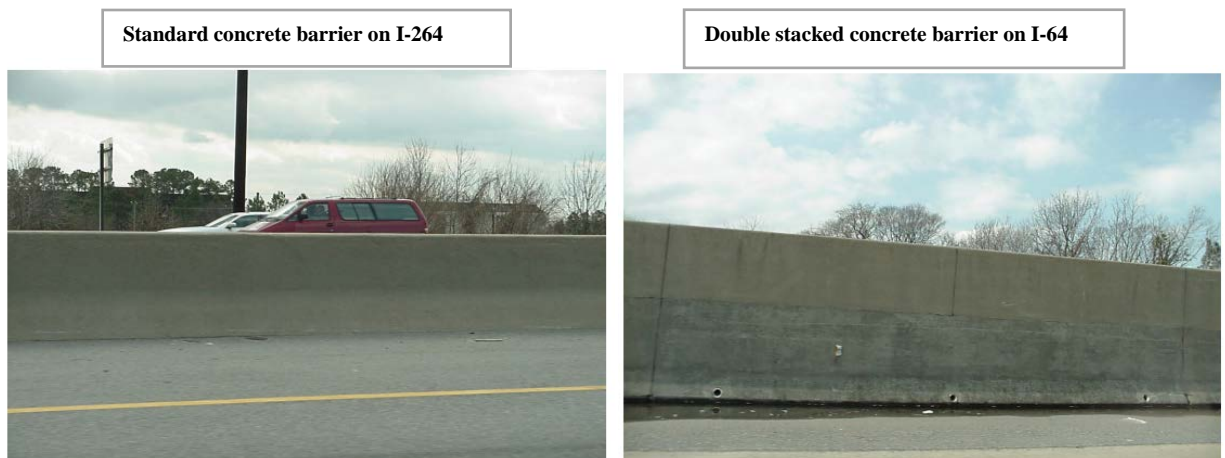 Standard concrete barrier on I-264
Double stacked concrete barrier on I-64